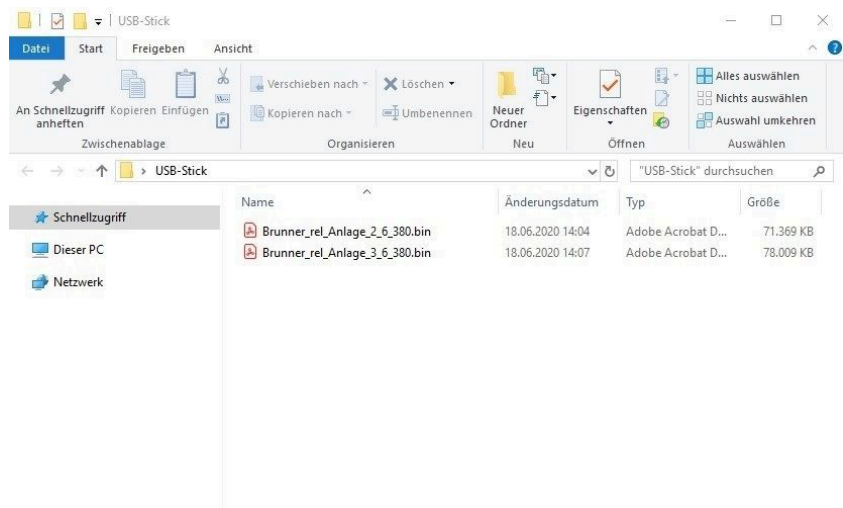 USB-Stick
Datei Start Freigeben Ansicht
An Schnellzugriff anheften
Kopieren
Einfügen
Zwischenablage
Verschieben nach
Kopieren nach
Löschen
Umbenennen
Organisieren
Neuer Ordner
Neu
Eigenschaften
Öffnen
Alles auswählen
Nichts auswählen
Auswahl umkehren
Auswählen
USB-Stick
"USB-Stick" durchsuchen
Schnellzugriff
Dieser PC
Netzwerk
Name Änderungsdatum Typ Größe
Brunner_rel_Anlage_2_6_380.bin 18.06.2020 14:04 Adobe Acrobat D... 71.369 KB
Brunner_rel_Anlage_3_6_380.bin 18.06.2020 14:07 Adobe Acrobat D... 78.009 KB